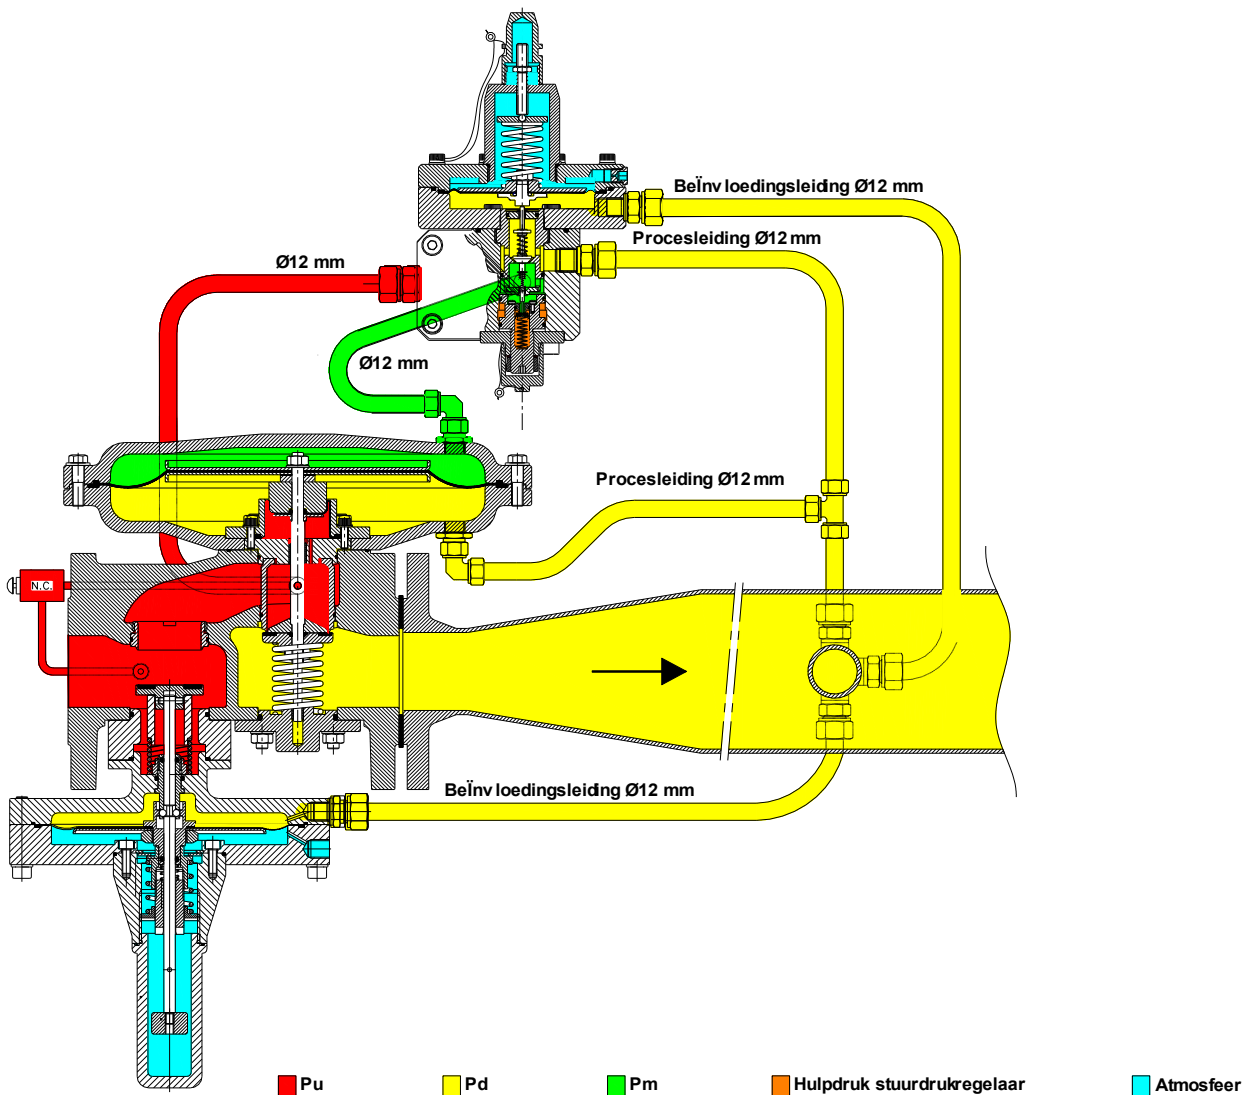 BeÏnvloedingsleiding Ø12 mm
Procesleiding Ø12 mm
Ø12 mm
Ø12 mm
Procesleiding Ø12 mm
N.C.
BeÏnvloedingsleiding Ø12 mm
Pu
Pd
Pm
Hulpdruk stuurdrukregelaar
Atmosfeer